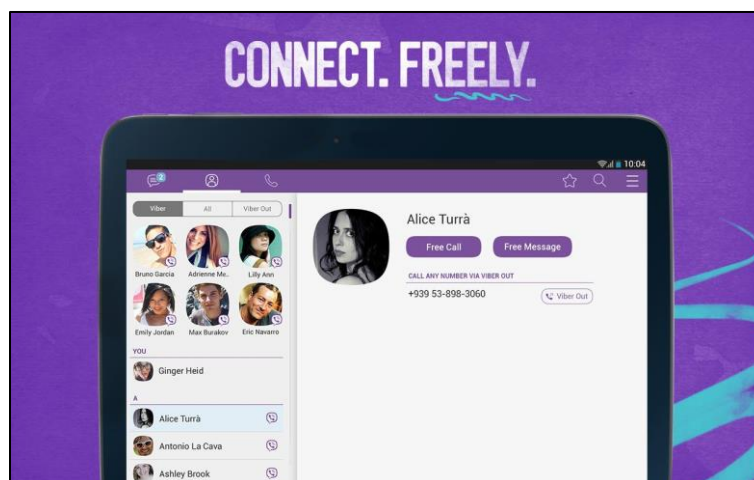 CONNECT. FREELY.
10:04
2
Viber All Viber Out
Bruno Garcia Adrienne Me.. Lilly Ann
Emily Jordan Max Burakov Eric Navarro
YOU
Ginger Heid
A
Alice Turrà
Antonio La Cava
Ashley Brook
Alice Turrà
Free Call Free Message
CALL ANY NUMBER VIA VIBER OUT
+939 53-898-3060 Viber Out